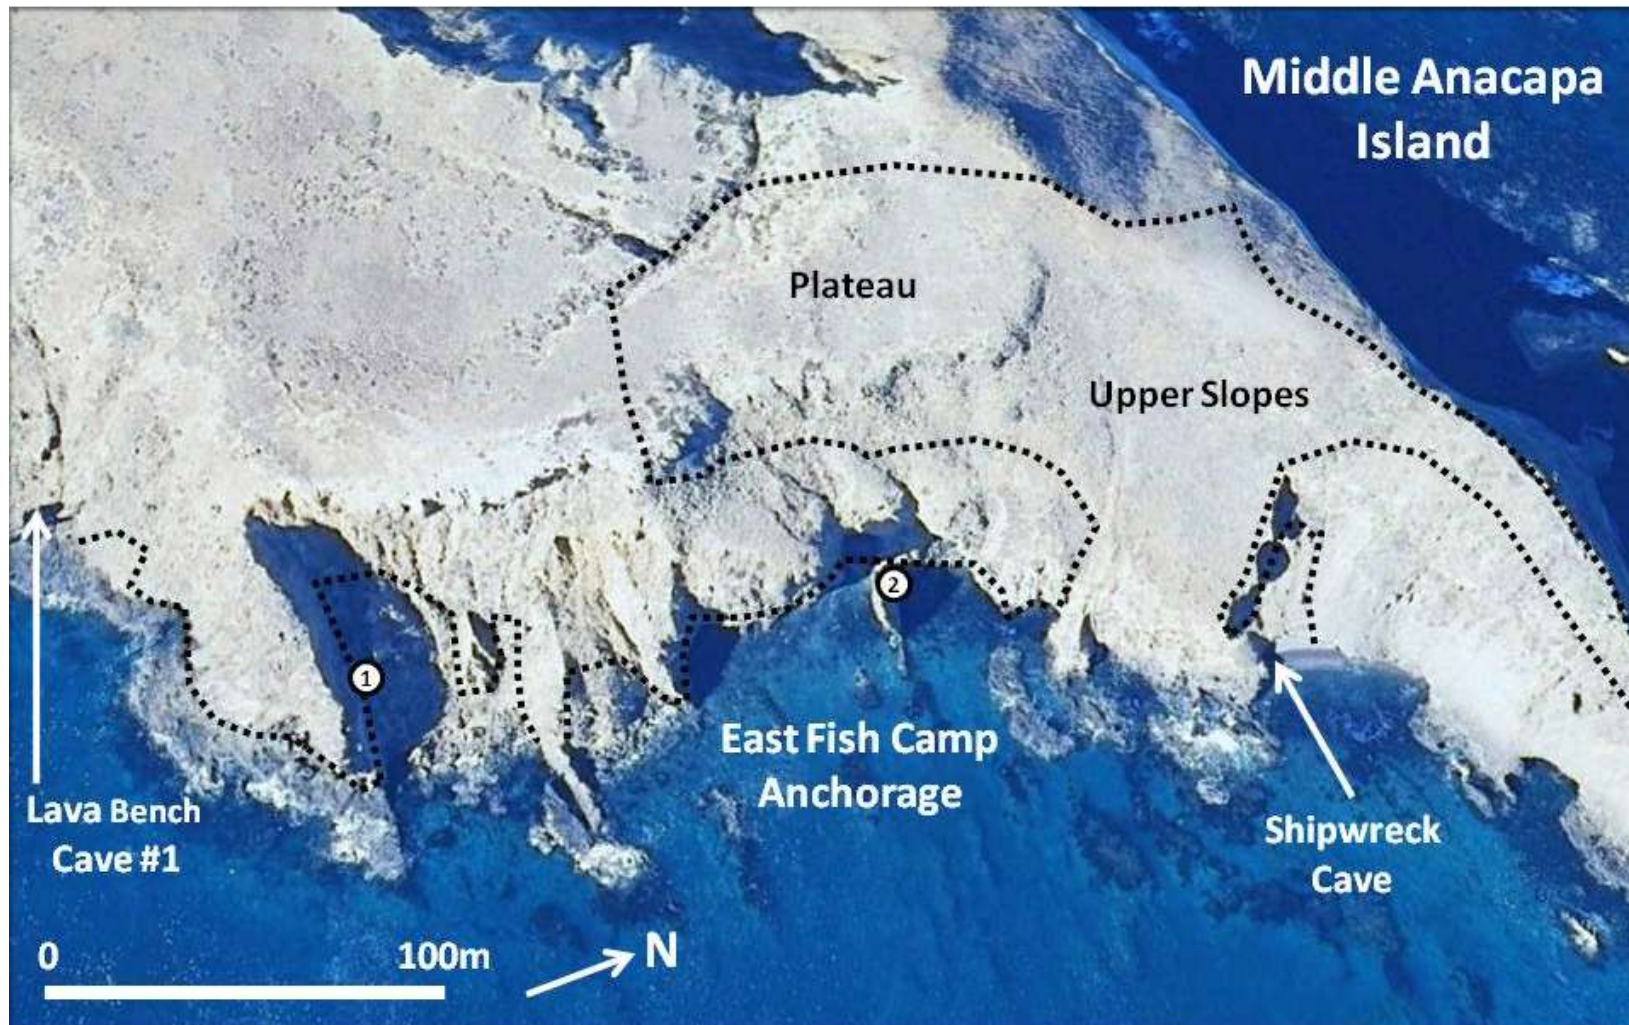 Middle Anacapa
Island
Plateau
Upper Slopes
1
2
East Fish Camp
Anchorage
Lava Bench
Cave #1
Shipwreck
Cave
0
100m
N